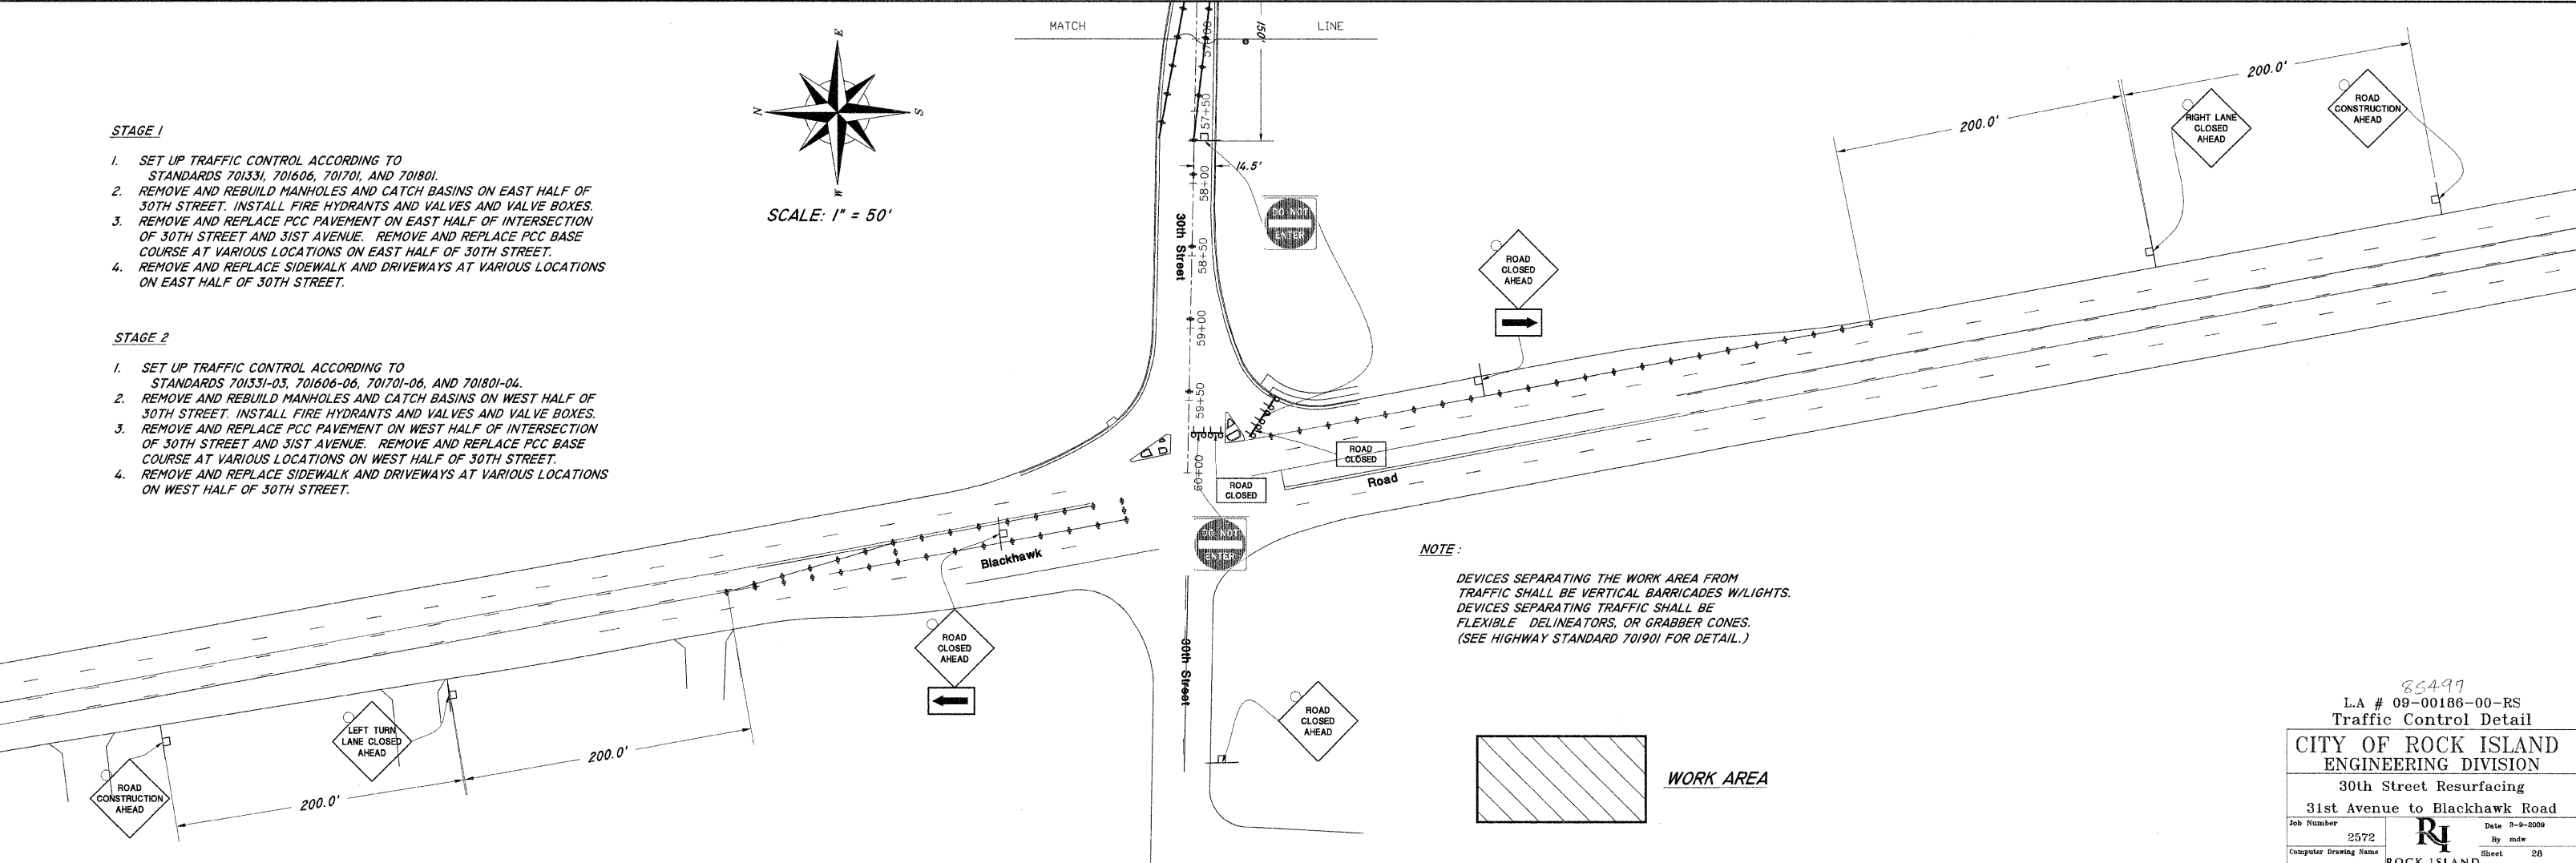 MATCH LINE
150'
E
N
S
W
SCALE: 1" = 50'
STAGE 1
1. SET UP TRAFFIC CONTROL ACCORDING TO
STANDARDS 701331, 701606, 701701, AND 701801.
2. REMOVE AND REBUILD MANHOLES AND CATCH BASINS ON EAST HALF OF
30TH STREET. INSTALL FIRE HYDRANTS AND VALVES AND VALVE BOXES.
3. REMOVE AND REPLACE PCC PAVEMENT ON EAST HALF OF INTERSECTION
OF 30TH STREET AND 31ST AVENUE. REMOVE AND REPLACE PCC BASE
COURSE AT VARIOUS LOCATIONS ON EAST HALF OF 30TH STREET.
4. REMOVE AND REPLACE SIDEWALK AND DRIVEWAYS AT VARIOUS LOCATIONS
ON EAST HALF OF 30TH STREET.
STAGE 2
1. SET UP TRAFFIC CONTROL ACCORDING TO
STANDARDS 701331-03, 701606-06, 701701-06, AND 701801-04.
2. REMOVE AND REBUILD MANHOLES AND CATCH BASINS ON WEST HALF OF
30TH STREET. INSTALL FIRE HYDRANTS AND VALVES AND VALVE BOXES.
3. REMOVE AND REPLACE PCC PAVEMENT ON WEST HALF OF INTERSECTION
OF 30TH STREET AND 31ST AVENUE. REMOVE AND REPLACE PCC BASE
COURSE AT VARIOUS LOCATIONS ON WEST HALF OF 30TH STREET.
4. REMOVE AND REPLACE SIDEWALK AND DRIVEWAYS AT VARIOUS LOCATIONS
ON WEST HALF OF 30TH STREET.
57+00
57+50
14.5'
58+00
30th Street
58+50
59+00
59+50
60+00
DO NOT
ENTER
ROAD
CLOSED
AHEAD
200.0'
200.0'
RIGHT LANE
CLOSED
AHEAD
ROAD
CONSTRUCTION
AHEAD
ROAD
CLOSED
ROAD
CLOSED
Road
DO NOT
ENTER
Blackhawk
ROAD
CLOSED
AHEAD
30th Street
ROAD
CLOSED
AHEAD
LEFT TURN
LANE CLOSED
AHEAD
ROAD
CONSTRUCTION
AHEAD
200.0'
200.0'
NOTE :
DEVICES SEPARATING THE WORK AREA FROM
TRAFFIC SHALL BE VERTICAL BARRICADES W/LIGHTS.
DEVICES SEPARATING TRAFFIC SHALL BE
FLEXIBLE DELINEATORS, OR GRABBER CONES.
(SEE HIGHWAY STANDARD 701901 FOR DETAIL.)
WORK AREA
85497
L.A # 09-00186-00-RS
Traffic Control Detail
CITY OF ROCK ISLAND
ENGINEERING DIVISION
30th Street Resurfacing
31st Avenue to Blackhawk Road
Job Number
2572
Computer Drawing Name
RI
ROCK ISLAND
Date 3-9-2009
By mdw
Sheet 28